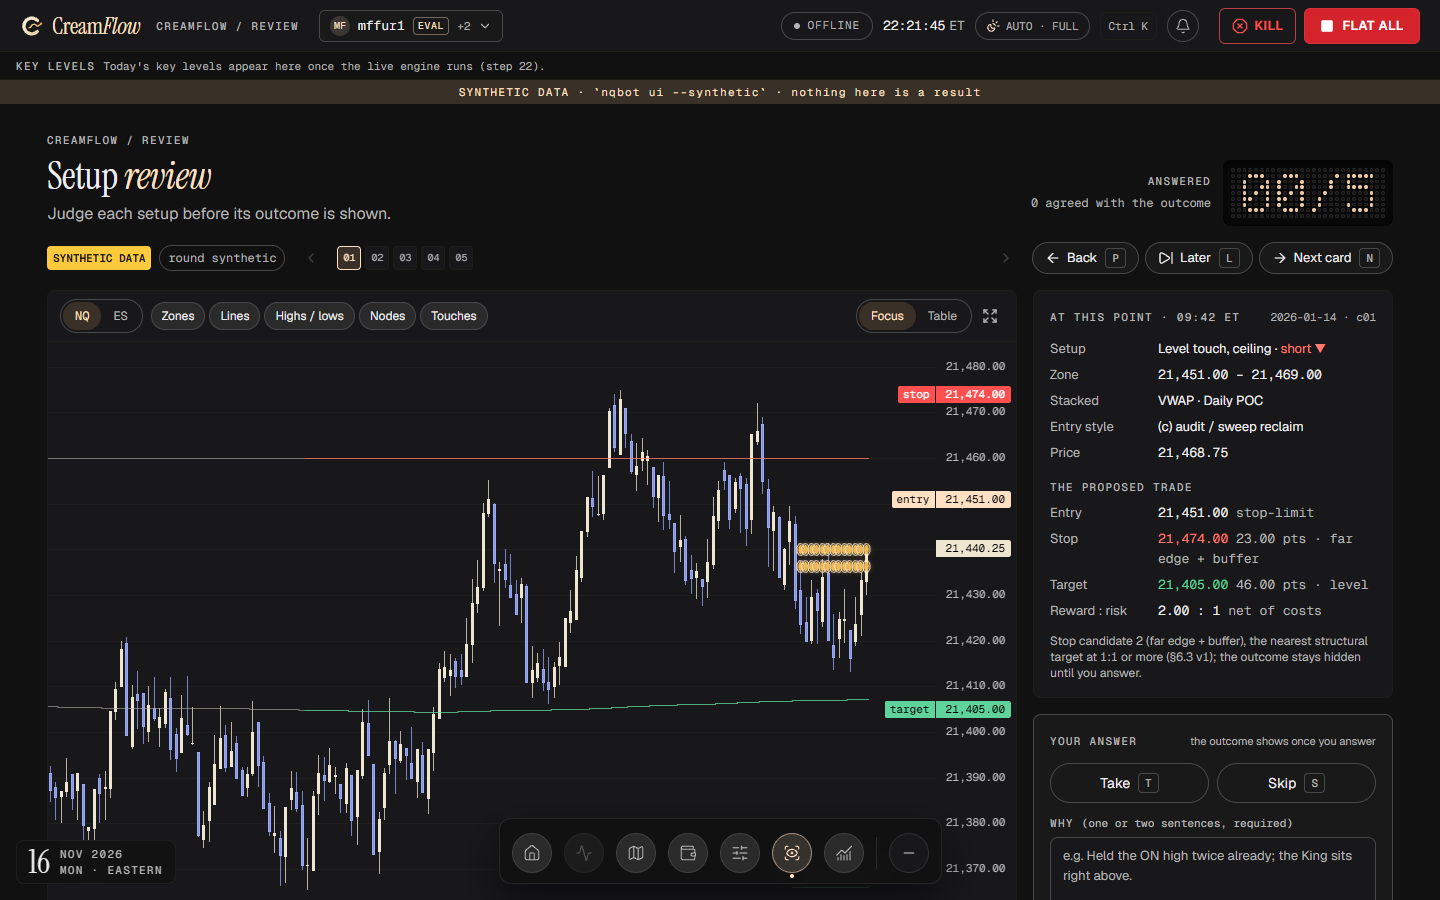 CreamFlow CREAMFLOW / REVIEW MF mffur1 EVAL +2 OFFLINE 22:21:45 ET AUTO · FULL Ctrl K KILL FLAT ALL
KEY LEVELS Today's key levels appear here once the live engine runs (step 22).
SYNTHETIC DATA · `nqbot ui --synthetic` · nothing here is a result
CREAMFLOW / REVIEW
Setup review
Judge each setup before its outcome is shown.
ANSWERED
0 agreed with the outcome
00/5
SYNTHETIC DATA round synthetic 01 02 03 04 05
Back P Later L Next card N
NQ ES Zones Lines Highs / lows Nodes Touches Focus Table
21,480.00
stop 21,474.00
21,470.00
21,460.00
entry 21,451.00
21,440.25
21,430.00
21,420.00
21,410.00
target 21,405.00
21,400.00
21,390.00
21,380.00
21,370.00
AT THIS POINT · 09:42 ET 2026-01-14 · c01
Setup Level touch, ceiling · short ▼
Zone 21,451.00 – 21,469.00
Stacked VWAP · Daily POC
Entry style (c) audit / sweep reclaim
Price 21,468.75
THE PROPOSED TRADE
Entry 21,451.00 stop-limit
Stop 21,474.00 23.00 pts · far
edge + buffer
Target 21,405.00 46.00 pts · level
Reward : risk 2.00 : 1 net of costs
Stop candidate 2 (far edge + buffer), the nearest structural
target at 1:1 or more (§6.3 v1); the outcome stays hidden
until you answer.
YOUR ANSWER the outcome shows once you answer
Take T Skip S
WHY (one or two sentences, required)
e.g. Held the ON high twice already; the King sits
right above.
16 NOV 2026
MON · EASTERN